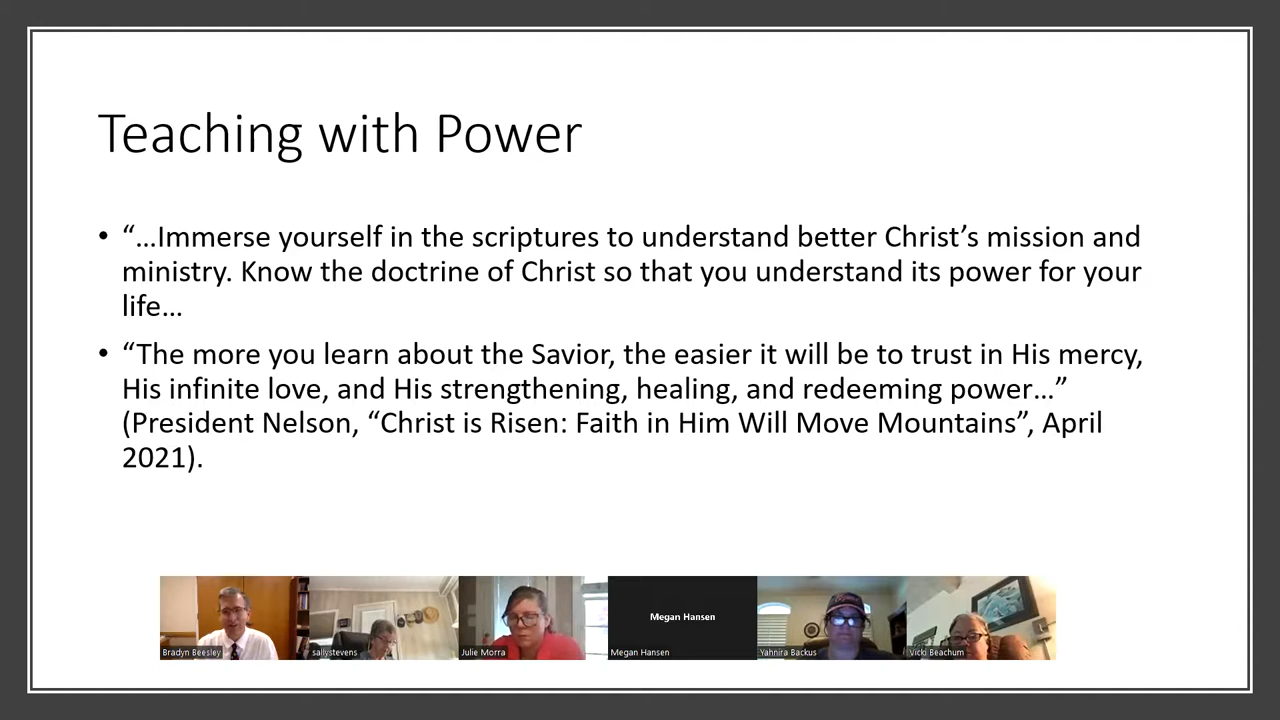 Teaching with Power
• “…Immerse yourself in the scriptures to understand better Christ’s mission and
ministry. Know the doctrine of Christ so that you understand its power for your
life…
• “The more you learn about the Savior, the easier it will be to trust in His mercy,
His infinite love, and His strengthening, healing, and redeeming power…”
(President Nelson, “Christ is Risen: Faith in Him Will Move Mountains”, April
2021).
Megan Hansen
Bradyn Beesley
sallystevens
Julie Morra
Megan Hansen
Yahnira Backus
Vicki Beachum